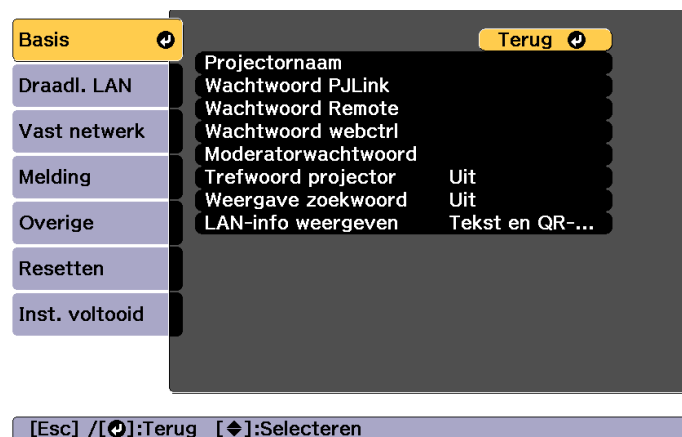 Basis
Draadl. LAN
Vast netwerk
Melding
Overige
Resetten
Inst. voltooid
Terug
Projectornaam
Wachtwoord PJLink
Wachtwoord Remote
Wachtwoord webctrl
Moderatorwachtwoord
Trefwoord projector Uit
Weergave zoekwoord Uit
LAN-info weergeven Tekst en QR-...
[Esc] /[ ]:Terug [ ]:Selecteren